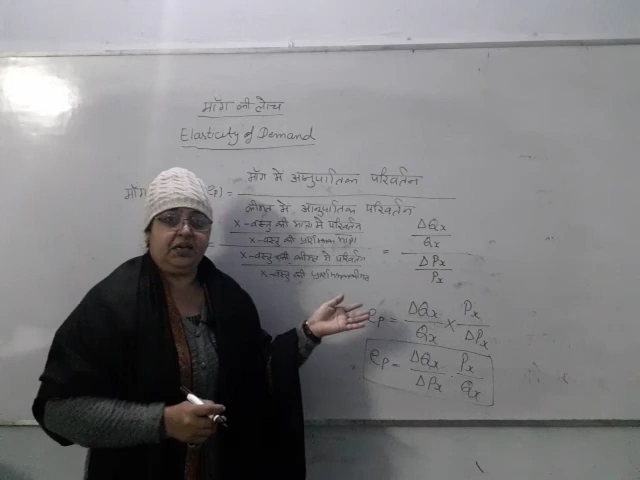 माँग की लोच
Elasticity of Demand
माँग = माँग मे आनुपातिक परिवर्तन
कीमत मे आनुपातिक परिवर्तन
= X-वस्तु की मात्रा मे परिवर्तन
X-वस्तु की प्रारम्भिक मात्रा
X-वस्तु की कीमत मे परिवर्तन
X-वस्तु की प्रारम्भिक कीमत
= ΔQx
Qx
ΔPx
Px
ep = ΔQx/Qx × Px/ΔPx
ep = ΔQx/ΔPx · Px/Qx